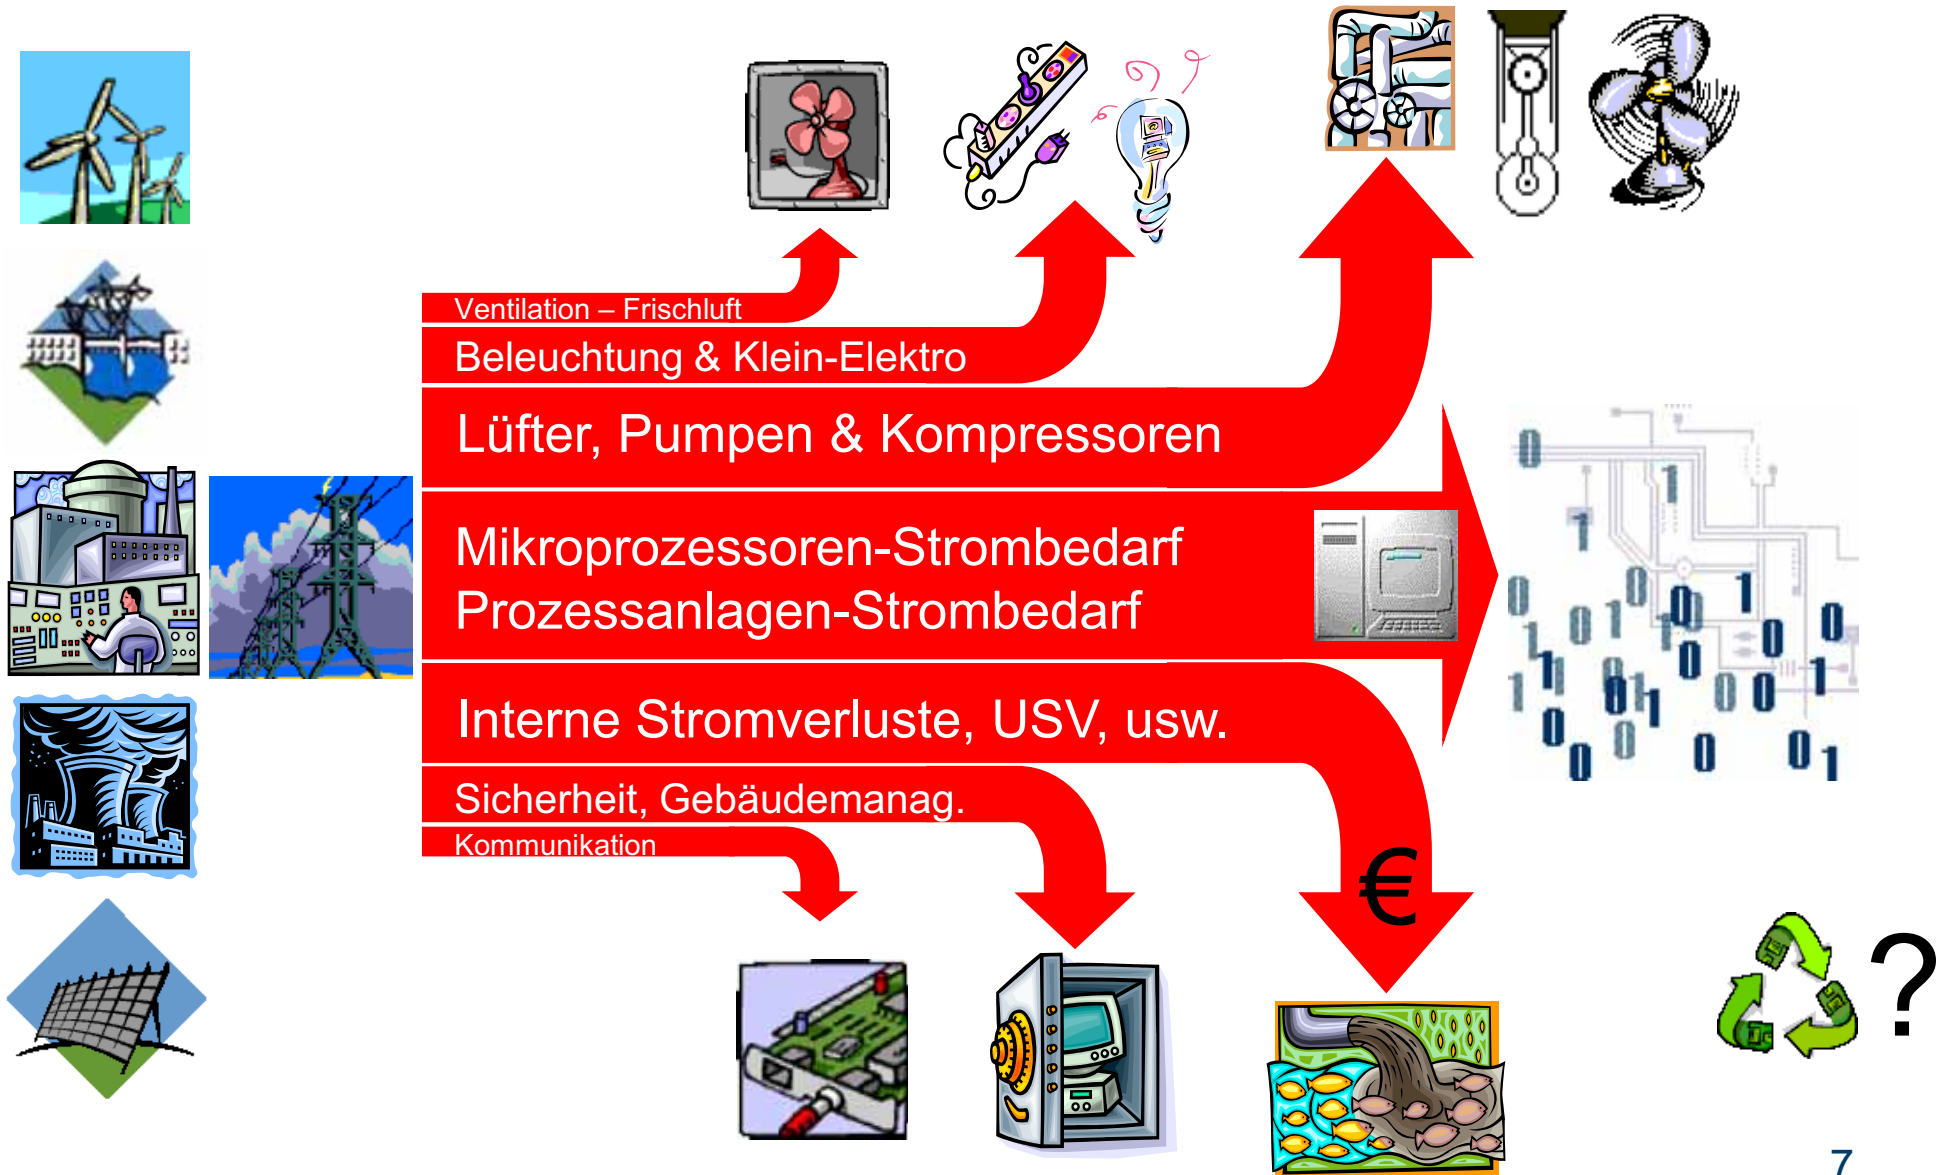 Ventilation – Frischluft
Beleuchtung & Klein-Elektro
Lüfter, Pumpen & Kompressoren
Mikroprozessoren-Strombedarf
Prozessanlagen-Strombedarf
Interne Stromverluste, USV, usw.
Sicherheit, Gebäudemanag.
Kommunikation
€
?
7